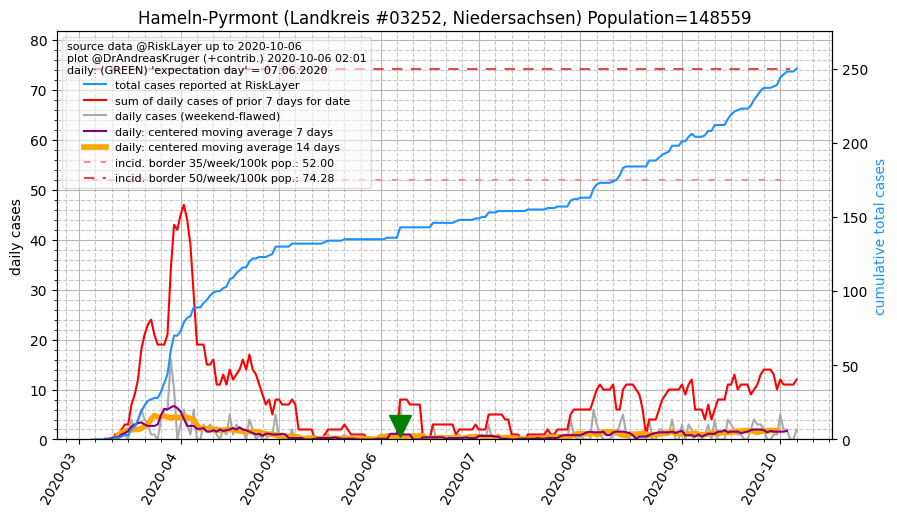 Hameln-Pyrmont (Landkreis #03252, Niedersachsen) Population=148559
source data @RiskLayer up to 2020-10-06
plot @DrAndreasKruger (+contrib.) 2020-10-06 02:01
daily: (GREEN) 'expectation day' = 07.06.2020
total cases reported at RiskLayer
sum of daily cases of prior 7 days for date
daily cases (weekend-flawed)
daily: centered moving average 7 days
daily: centered moving average 14 days
incid. border 35/week/100k pop.: 52.00
incid. border 50/week/100k pop.: 74.28
daily cases
80
70
60
50
40
30
20
10
0
250
200
150
100
50
0
cumulative total cases
2020-03
2020-04
2020-05
2020-06
2020-07
2020-08
2020-09
2020-10